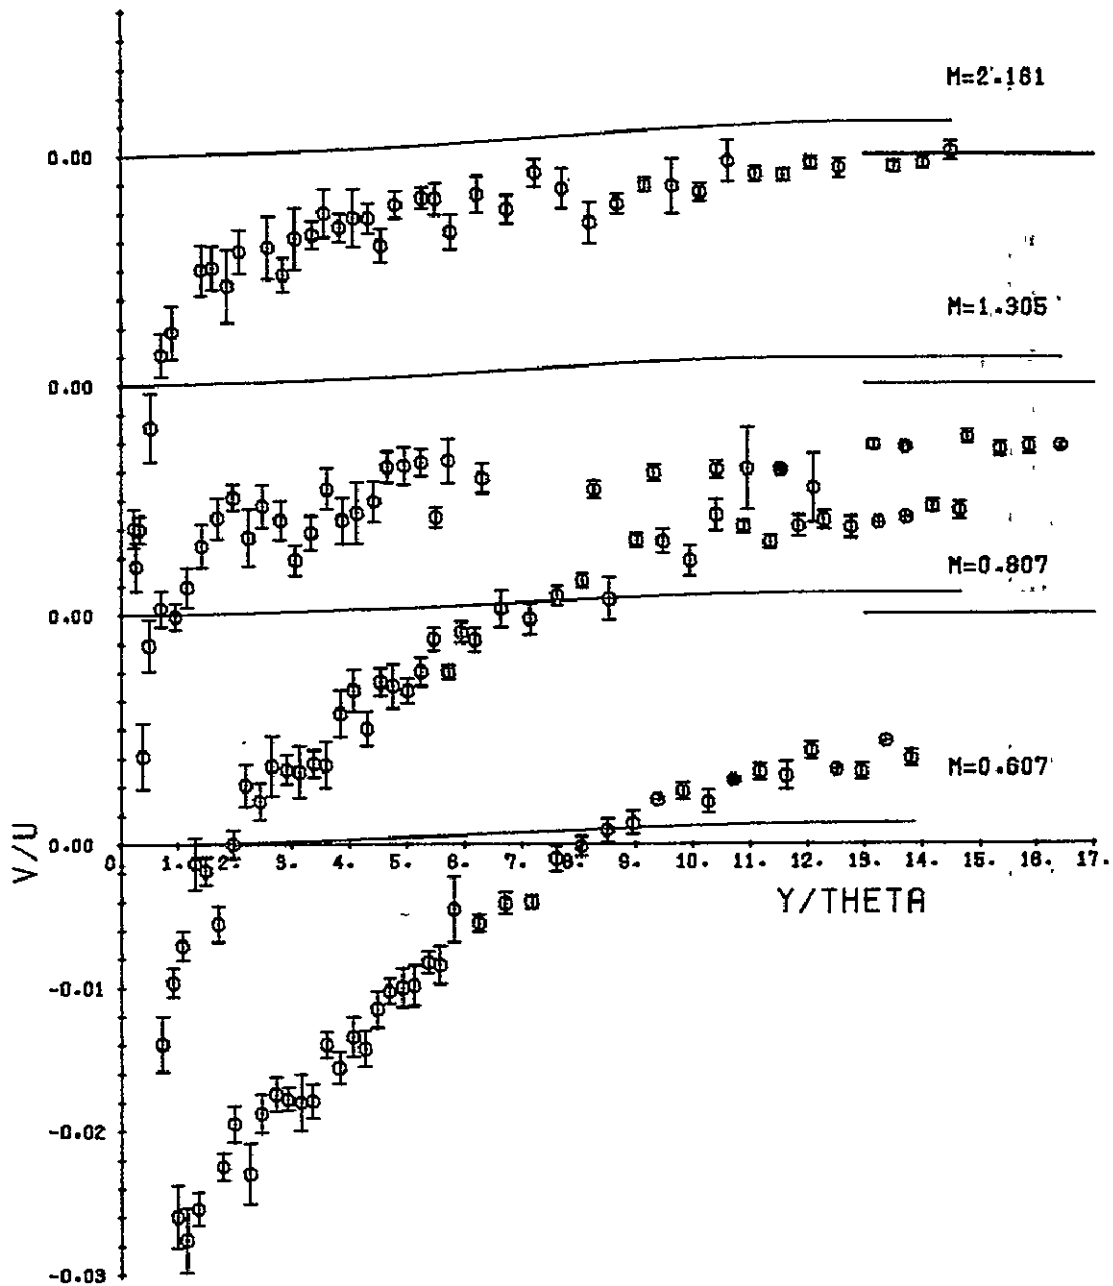 M=2.161
0.00
M=1.305
0.00
M=0.807
0.00
M=0.607
0.00
0. 1. 2. 3. 4. 5. 6. 7. 8. 9. 10. 11. 12. 13. 14. 15. 16. 17.
V/U
Y/THETA
-0.01
-0.02
-0.03